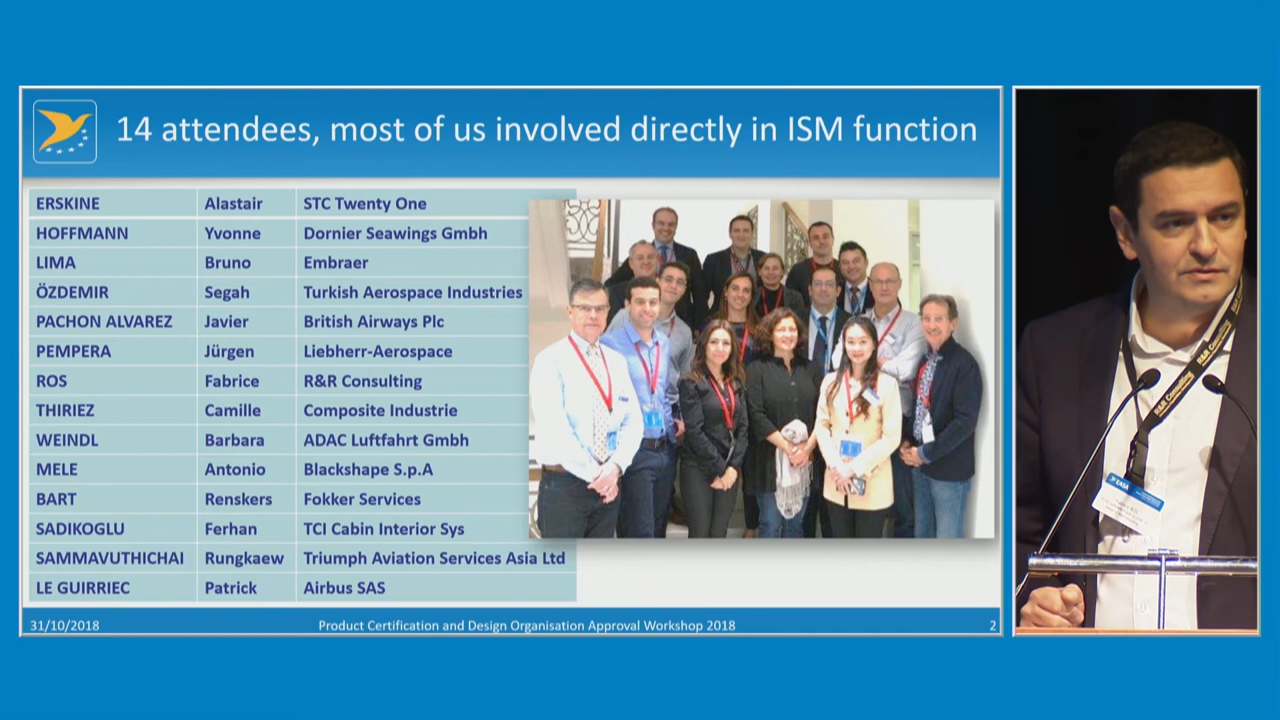 14 attendees, most of us involved directly in ISM function
ERSKINE Alastair STC Twenty One
HOFFMANN Yvonne Dornier Seawings Gmbh
LIMA Bruno Embraer
ÖZDEMIR Segah Turkish Aerospace Industries
PACHON ALVAREZ Javier British Airways Plc
PEMPERA Jürgen Liebherr-Aerospace
ROS Fabrice R&R Consulting
THIRIEZ Camille Composite Industrie
WEINDL Barbara ADAC Luftfahrt Gmbh
MELE Antonio Blackshape S.p.A
BART Renskers Fokker Services
SADIKOGLU Ferhan TCI Cabin Interior Sys
SAMMAVUTHICHAI Rungkaew Triumph Aviation Services Asia Ltd
LE GUIRRIEC Patrick Airbus SAS
31/10/2018 Product Certification and Design Organisation Approval Workshop 2018 2
R&R Consulting
R&R Consulting
EASA